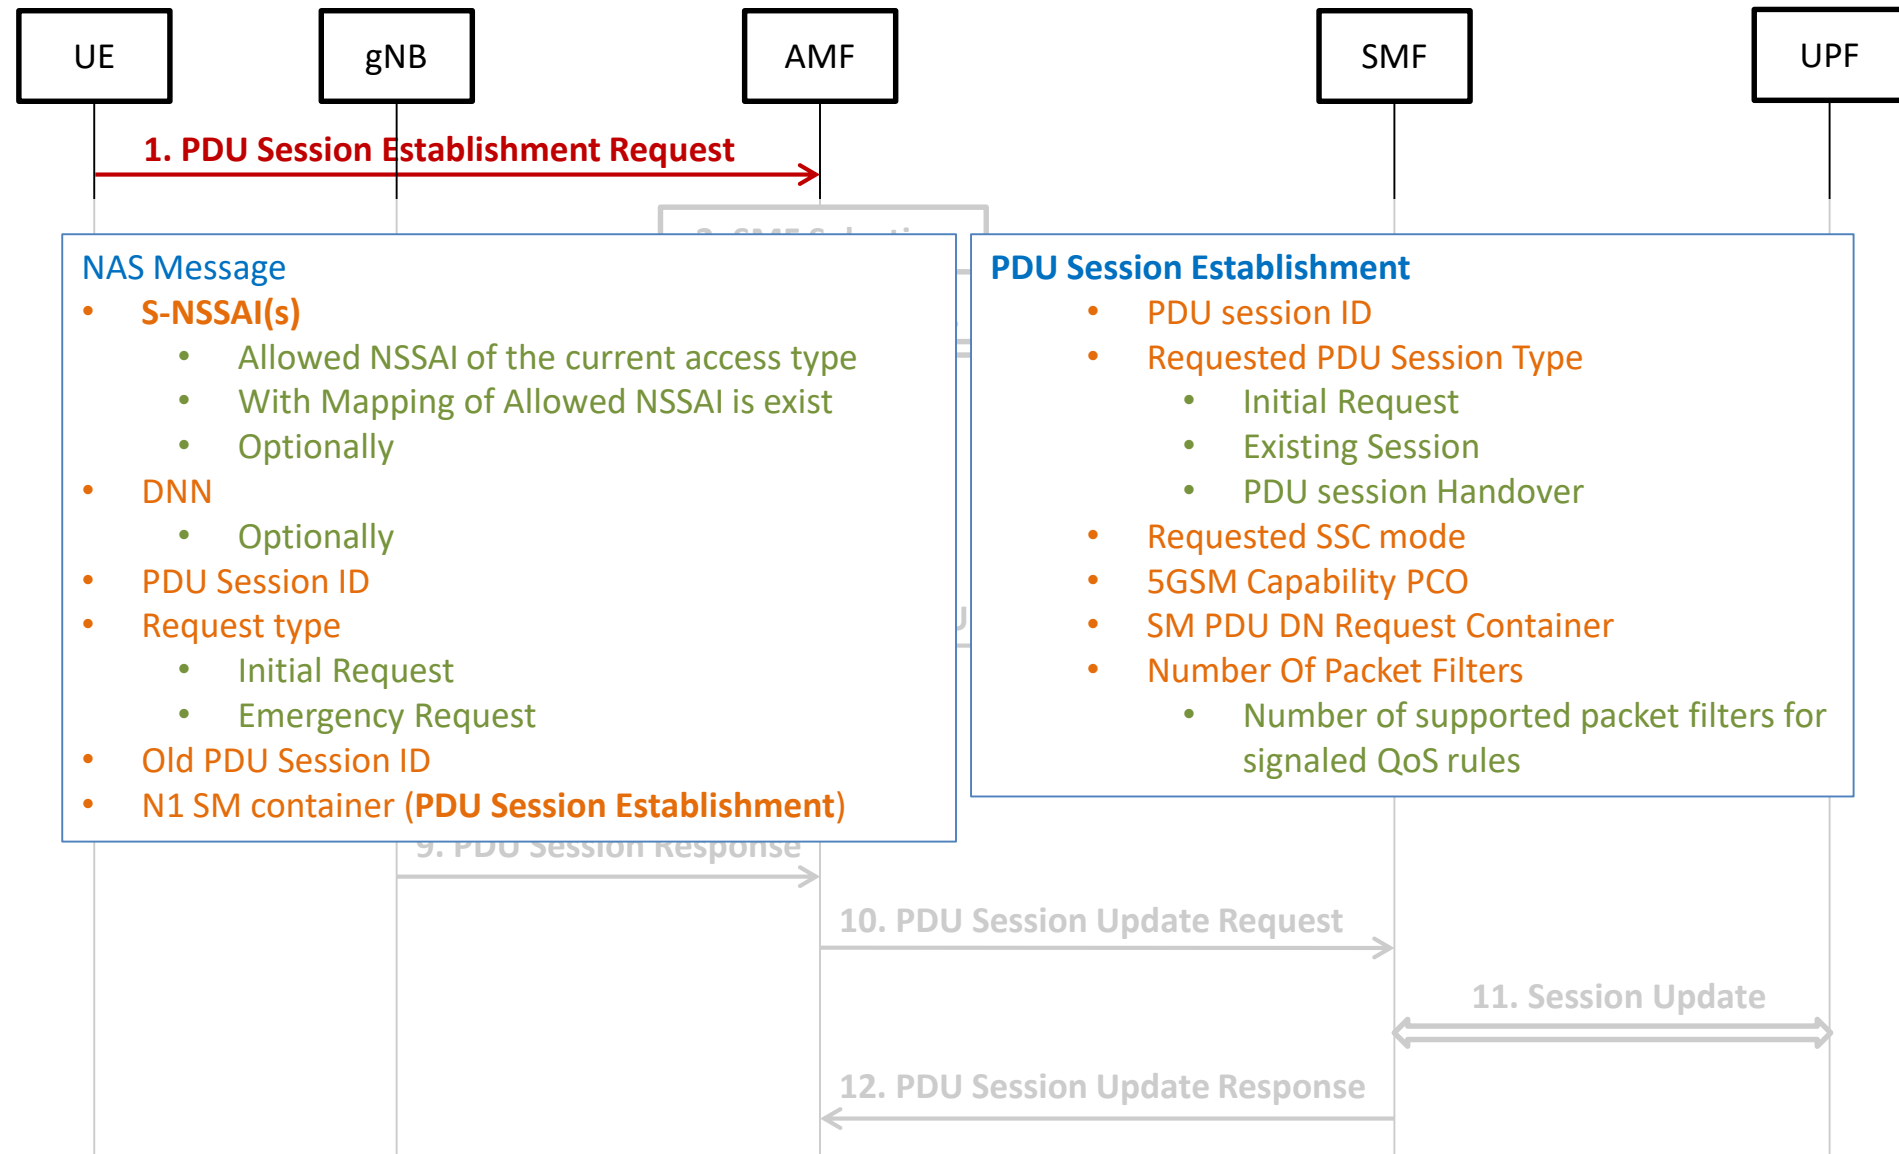 UE
gNB
AMF
SMF
UPF
1. PDU Session Establishment Request
NAS Message
• S-NSSAI(s)
• Allowed NSSAI of the current access type
• With Mapping of Allowed NSSAI is exist
• Optionally
• DNN
• Optionally
• PDU Session ID
• Request type
• Initial Request
• Emergency Request
• Old PDU Session ID
• N1 SM container (PDU Session Establishment)
PDU Session Establishment
• PDU session ID
• Requested PDU Session Type
• Initial Request
• Existing Session
• PDU session Handover
• Requested SSC mode
• 5GSM Capability PCO
• SM PDU DN Request Container
• Number Of Packet Filters
• Number of supported packet filters for
signaled QoS rules
9. PDU Session Response
10. PDU Session Update Request
11. Session Update
12. PDU Session Update Response